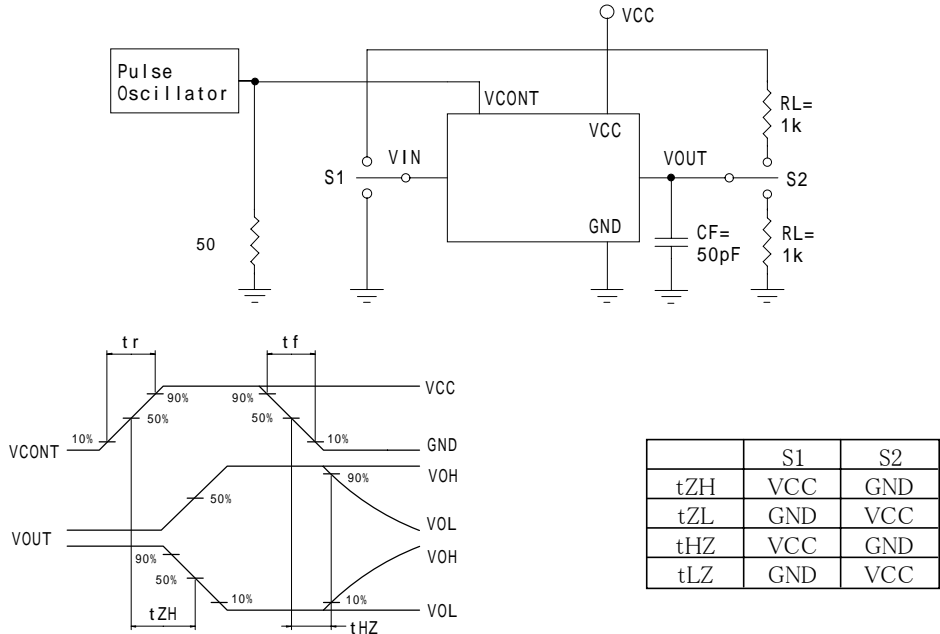 VCC
Pulse
Oscillator
VCONT
VCC
RL=
1k
VIN
VOUT
S1
S2
GND
50
CF=
50pF
RL=
1k
tr
tf
90%
90%
VCC
50%
50%
10%
10%
VCONT
GND
VOH
90%
50%
VOL
VOUT
VOH
90%
50%
10%
10%
VOL
tZH
tHZ
S1 S2
tZH VCC GND
tZL GND VCC
tHZ VCC GND
tLZ GND VCC